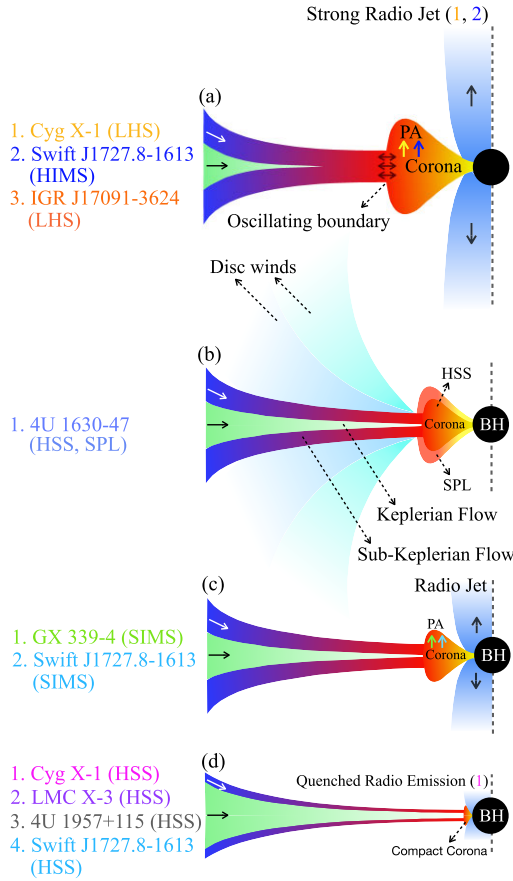 Strong Radio Jet (1, 2)
(a)
1. Cyg X-1 (LHS)
2. Swift J1727.8-1613
(HIMS)
3. IGR J17091-3624
(LHS)
PA
Corona
Oscillating boundary
Disc winds
(b)
HSS
1. 4U 1630-47
(HSS, SPL)
Corona
BH
SPL
Keplerian Flow
Sub-Keplerian Flow
(c)
Radio Jet
1. GX 339-4 (SIMS)
2. Swift J1727.8-1613
(SIMS)
PA
Corona
BH
(d)
1. Cyg X-1 (HSS)
2. LMC X-3 (HSS)
3. 4U 1957+115 (HSS)
4. Swift J1727.8-1613
(HSS)
Quenched Radio Emission (1)
BH
Compact Corona